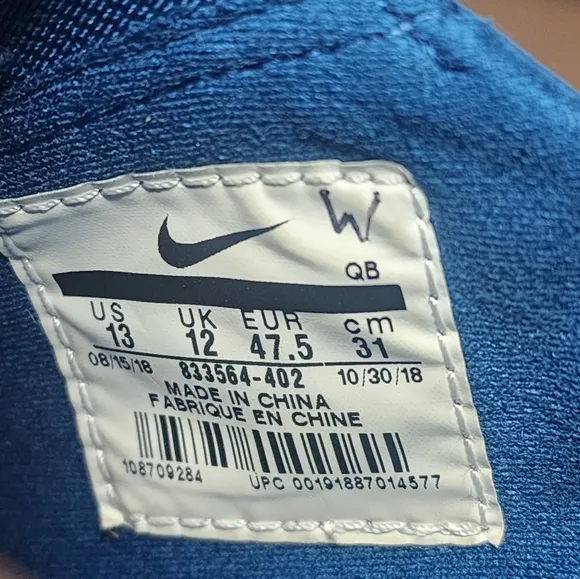 W
QB
US UK EUR cm
13 12 47.5 31
08/15/18 833564-402 10/30/18
MADE IN CHINA
FABRIQUE EN CHINE
108709284 UPC 00191887014577